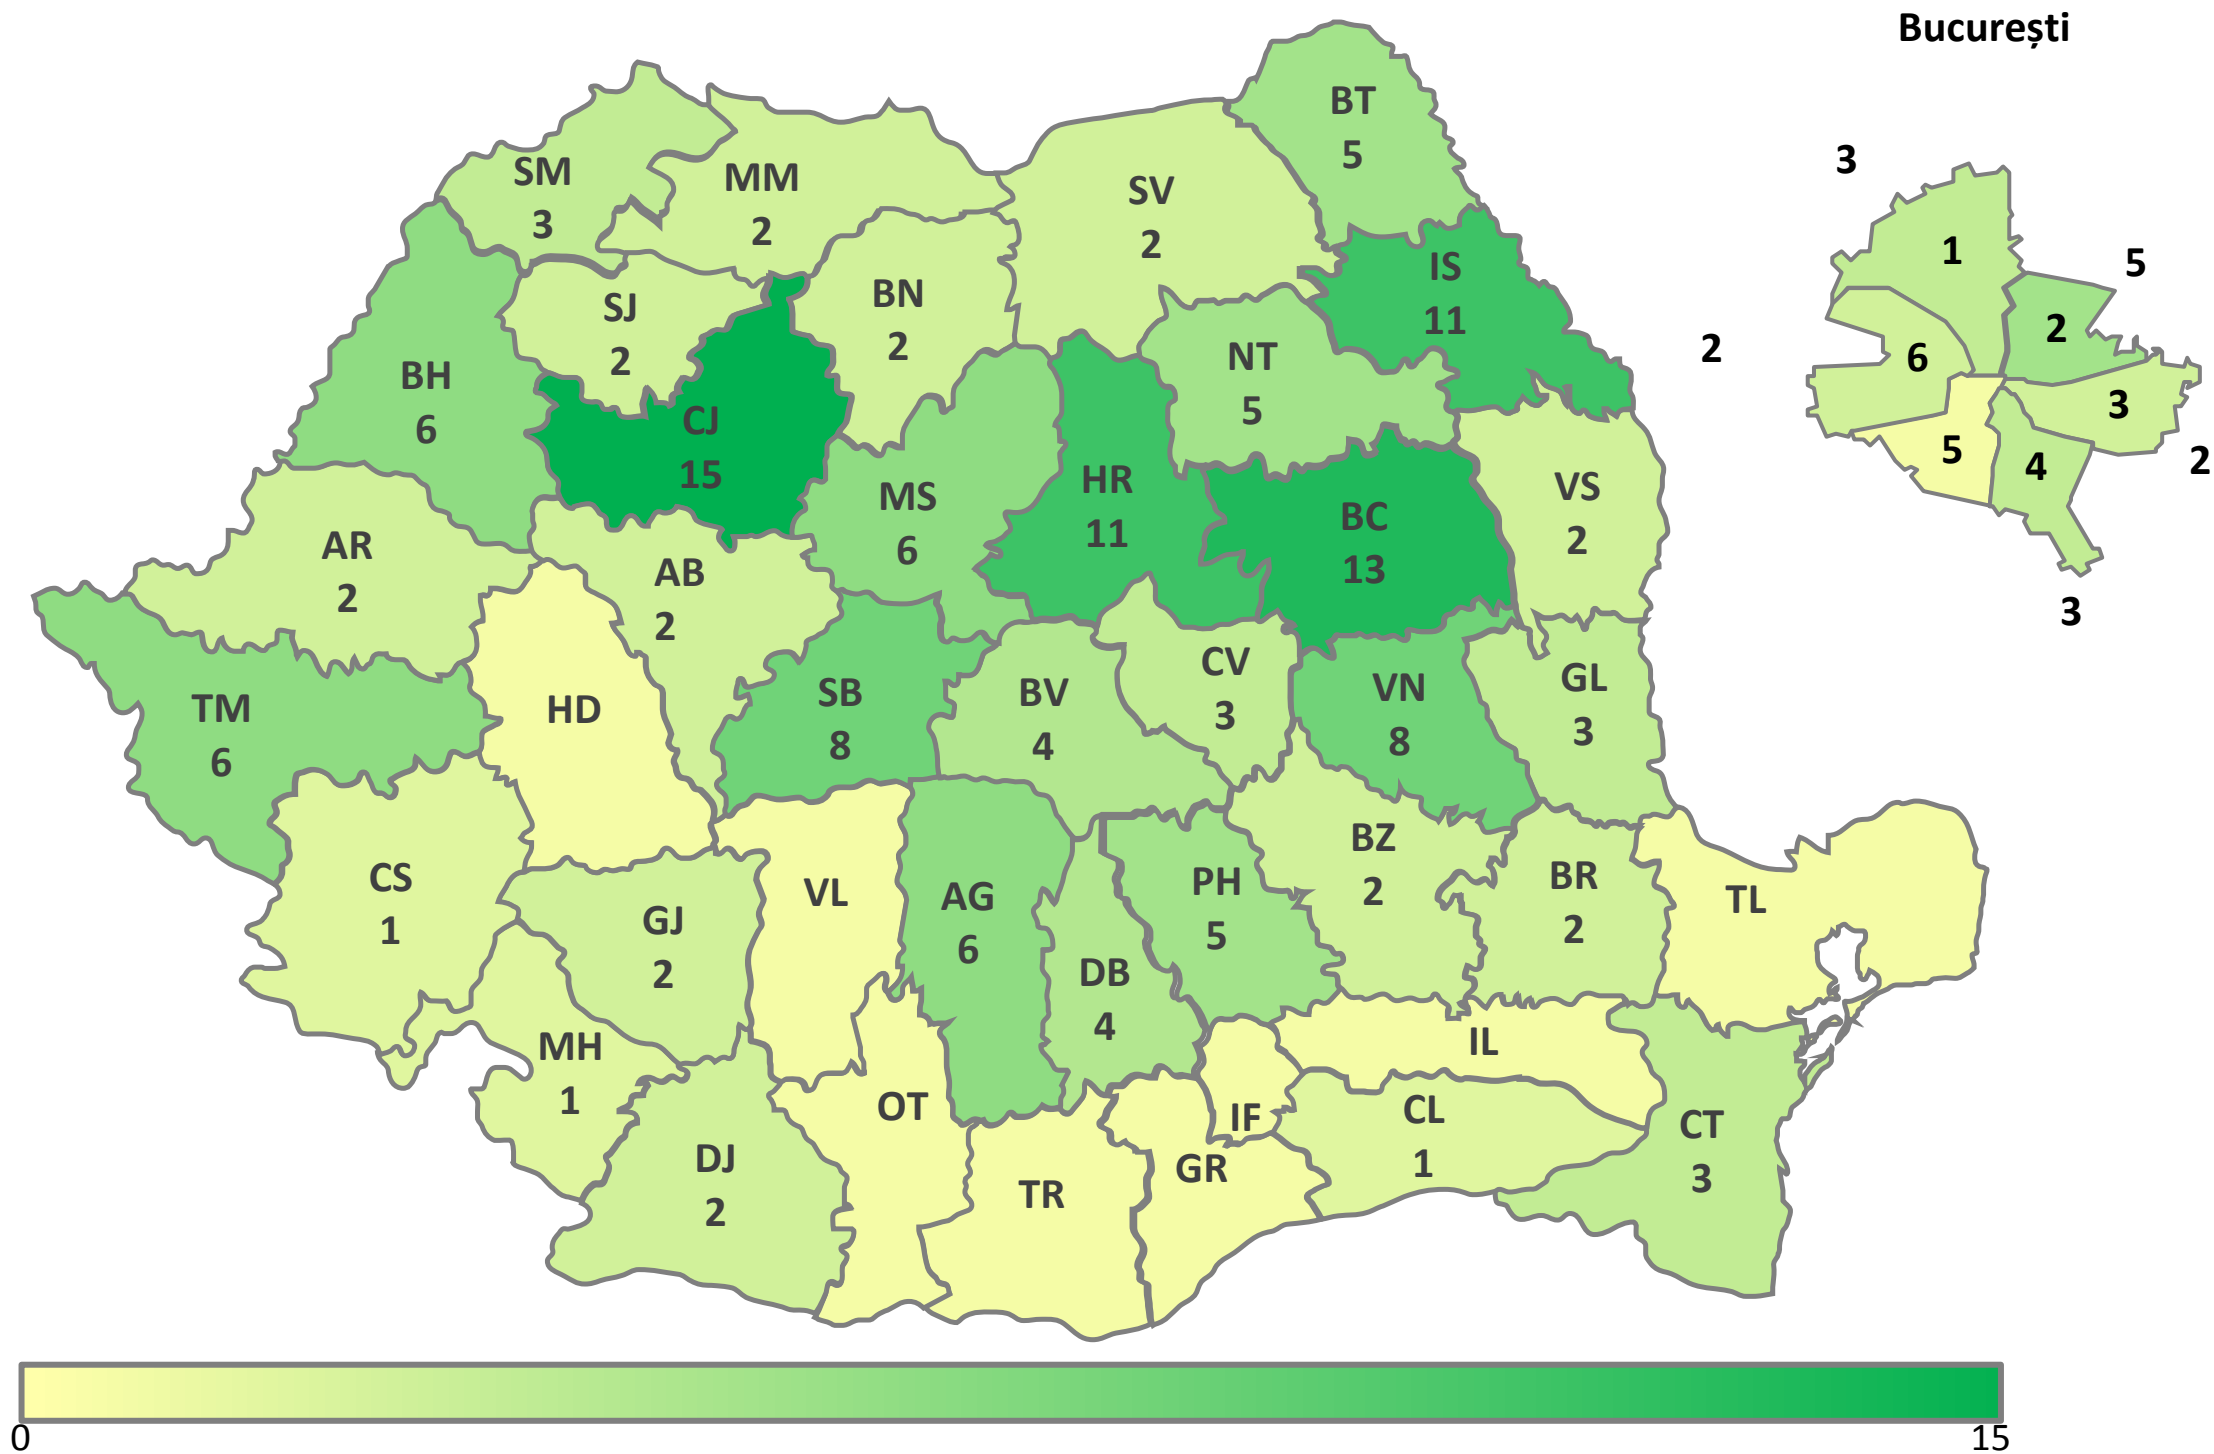 București
BT
5
SM
3
MM
2
SV
2
3
1
5
2
IS
11
BN
2
SJ
2
NT
5
2
6
3
BH
6
CJ
15
5
4
2
HR
11
MS
6
VS
2
BC
13
AR
2
AB
2
3
CV
3
GL
3
VN
8
SB
8
BV
4
TM
6
HD
BZ
2
CS
1
BR
2
PH
5
VL
AG
6
TL
GJ
2
DB
4
IL
MH
1
OT
CL
1
IF
CT
3
DJ
2
GR
TR
0
15